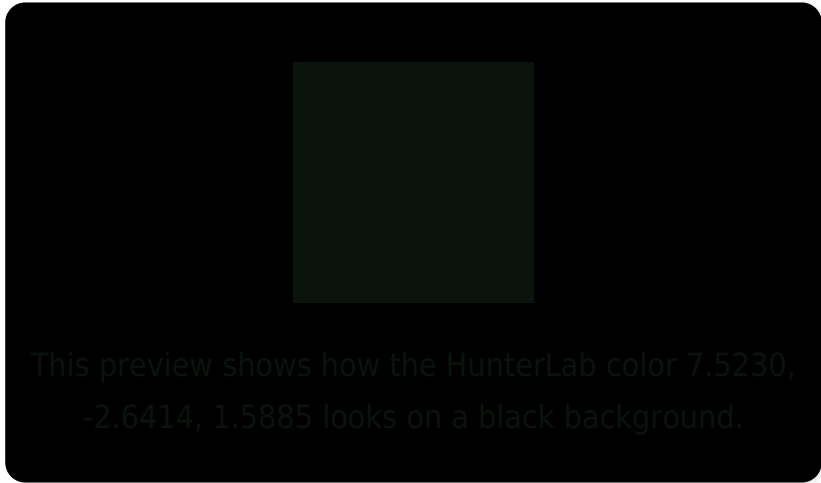 This preview shows how the HunterLab color 7.5230,
-2.6414, 1.5885 looks on a black background.